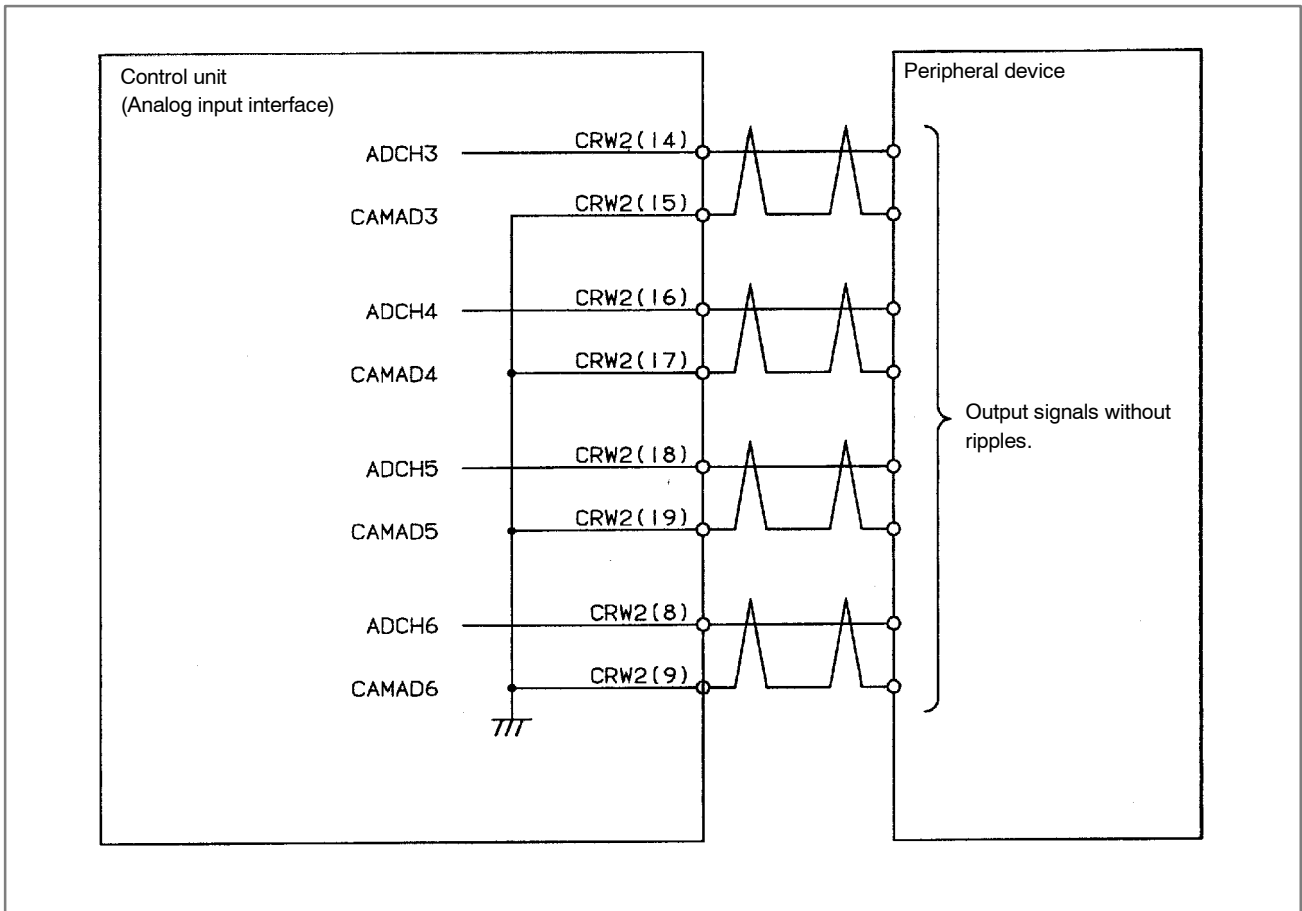 Control unit
(Analog input interface)
Peripheral device
ADCH3
CRW2(14)
CAMAD3
CRW2(15)
ADCH4
CRW2(16)
CAMAD4
CRW2(17)
ADCH5
CRW2(18)
CAMAD5
CRW2(19)
ADCH6
CRW2(8)
CAMAD6
CRW2(9)
Output signals without
ripples.